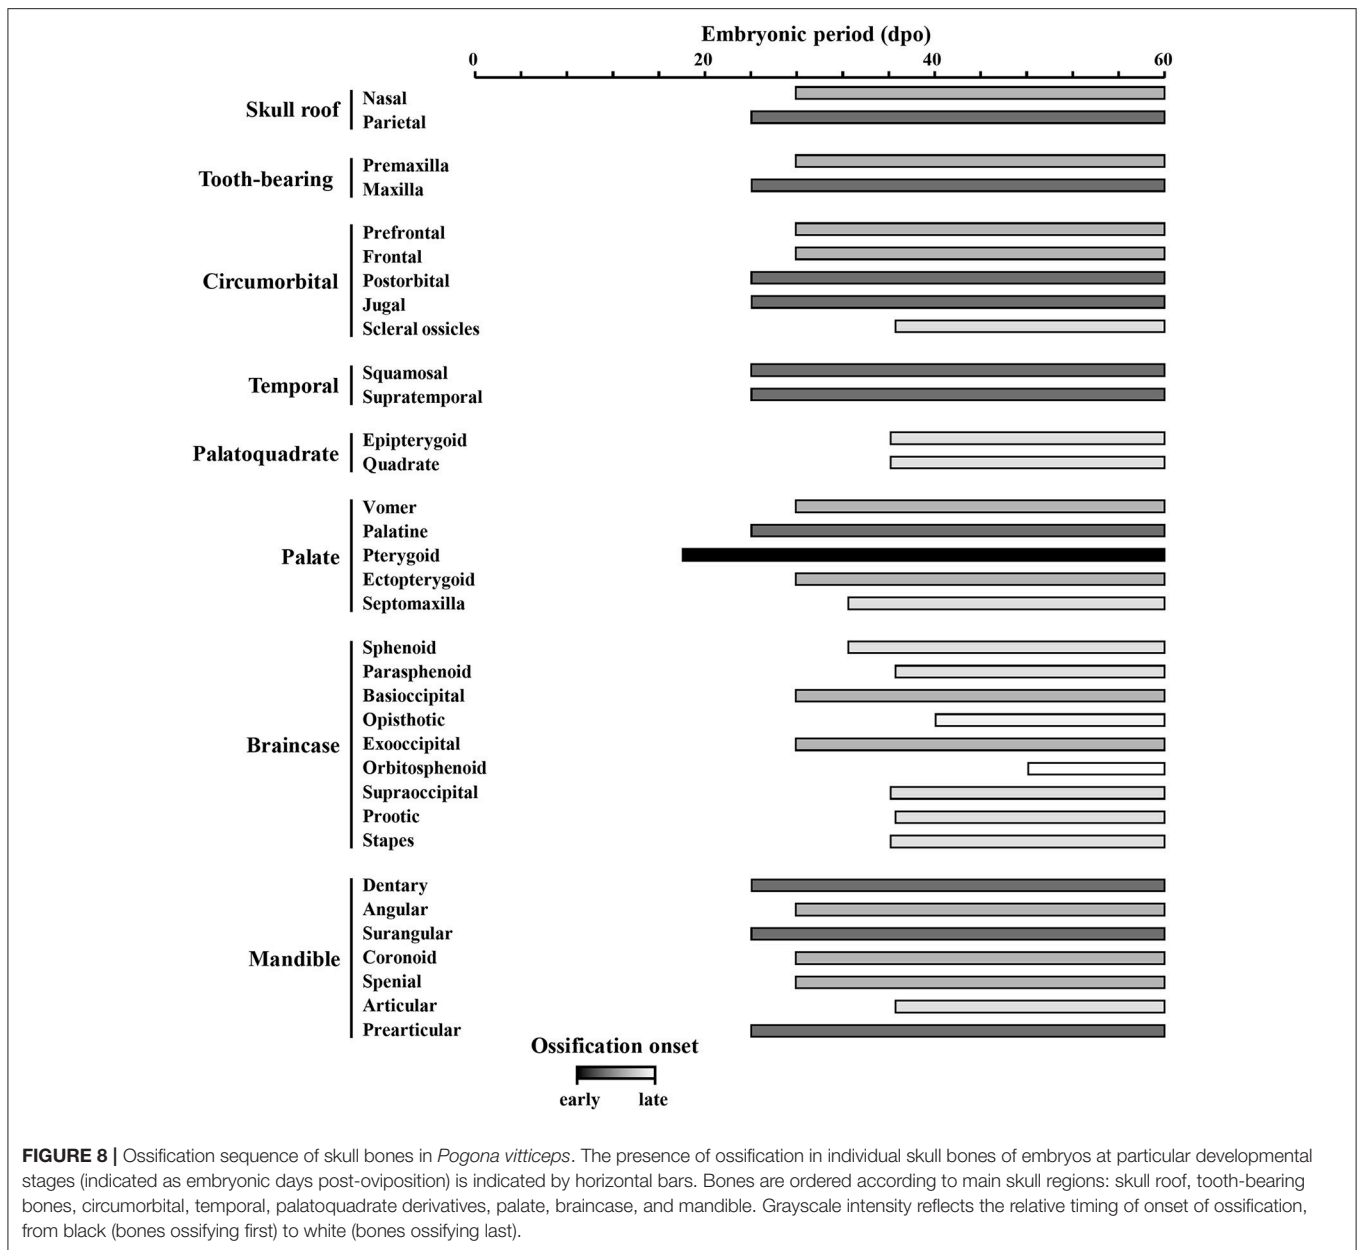 Embryonic period (dpo)
0 20 40 60
Skull roof
Nasal
Parietal
Tooth-bearing
Premaxilla
Maxilla
Circumorbital
Prefrontal
Frontal
Postorbital
Jugal
Scleral ossicles
Temporal
Squamosal
Supratemporal
Palatoquadrate
Epipterygoid
Quadrate
Palate
Vomer
Palatine
Pterygoid
Ectopterygoid
Septomaxilla
Braincase
Sphenoid
Parasphenoid
Basioccipital
Opisthotic
Exooccipital
Orbitosphenoid
Supraoccipital
Prootic
Stapes
Mandible
Dentary
Angular
Surangular
Coronoid
Spenial
Articular
Prearticular
Ossification onset
early late
FIGURE 8 | Ossification sequence of skull bones in Pogona vitticeps. The presence of ossification in individual skull bones of embryos at particular developmental
stages (indicated as embryonic days post-oviposition) is indicated by horizontal bars. Bones are ordered according to main skull regions: skull roof, tooth-bearing
bones, circumorbital, temporal, palatoquadrate derivatives, palate, braincase, and mandible. Grayscale intensity reflects the relative timing of onset of ossification,
from black (bones ossifying first) to white (bones ossifying last).